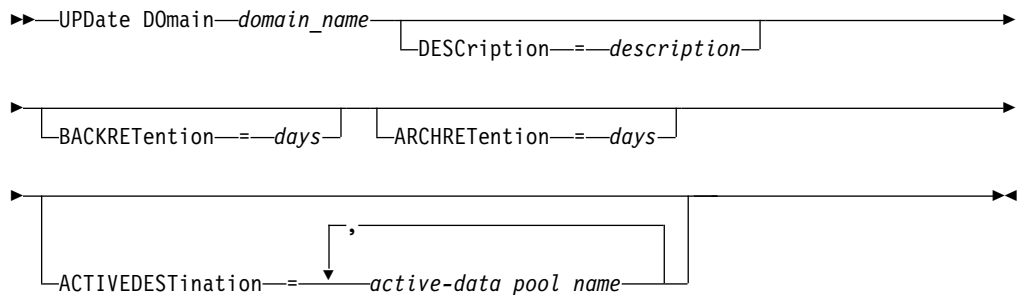 UPDate DOmain domain_name
DESCription = description
BACKRETention = days ARCHRETention = days
,
ACTIVEDESTination = active-data pool name